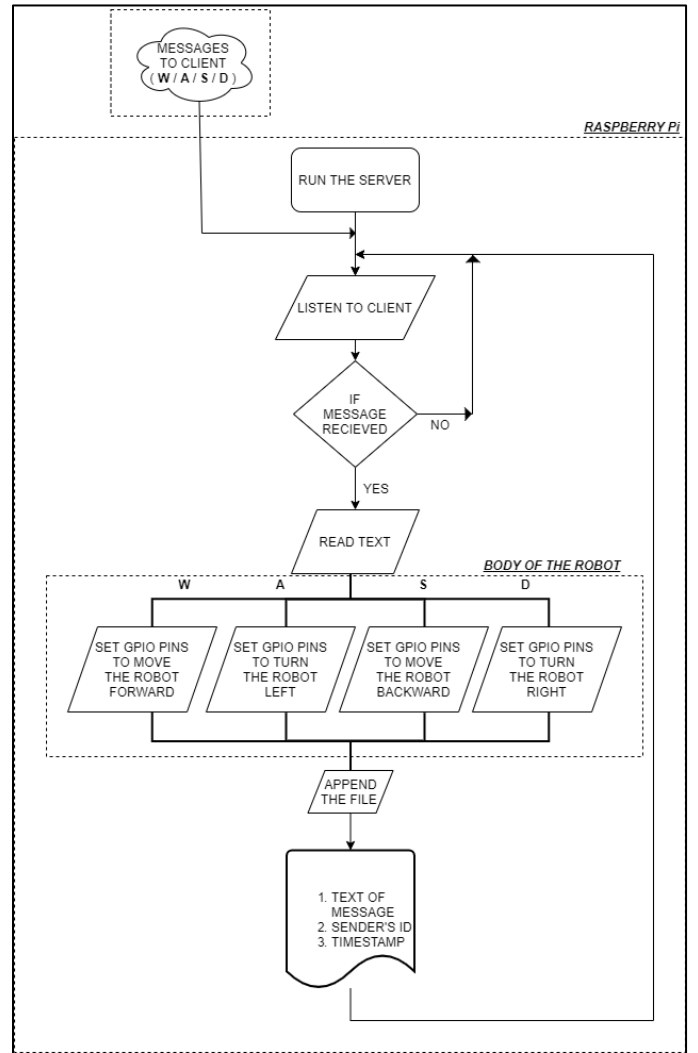 MESSAGES
TO CLIENT
( W / A / S / D )
RASPBERRY Pi
RUN THE SERVER
LISTEN TO CLIENT
IF
MESSAGE
RECIEVED
NO
YES
READ TEXT
BODY OF THE ROBOT
W A S D
SET GPIO PINS
TO MOVE
THE ROBOT
FORWARD
SET GPIO PINS
TO TURN
THE ROBOT
LEFT
SET GPIO PINS
TO MOVE
THE ROBOT
BACKWARD
SET GPIO PINS
TO TURN
THE ROBOT
RIGHT
APPEND
THE FILE
1. TEXT OF
MESSAGE
2. SENDER'S ID
3. TIMESTAMP